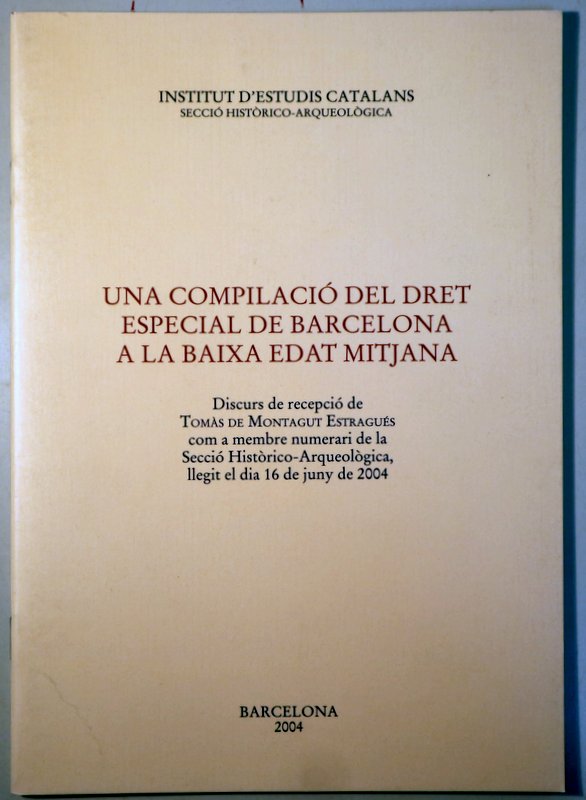 INSTITUT D'ESTUDIS CATALANS
SECCIÓ HISTÒRICO-ARQUEOLÒGICA
UNA COMPILACIÓ DEL DRET
ESPECIAL DE BARCELONA
A LA BAIXA EDAT MITJANA
Discurs de recepció de
TOMÀS DE MONTAGUT ESTRAGUÉS
com a membre numerari de la
Secció Històrico-Arqueològica,
llegit el dia 16 de juny de 2004
BARCELONA
2004